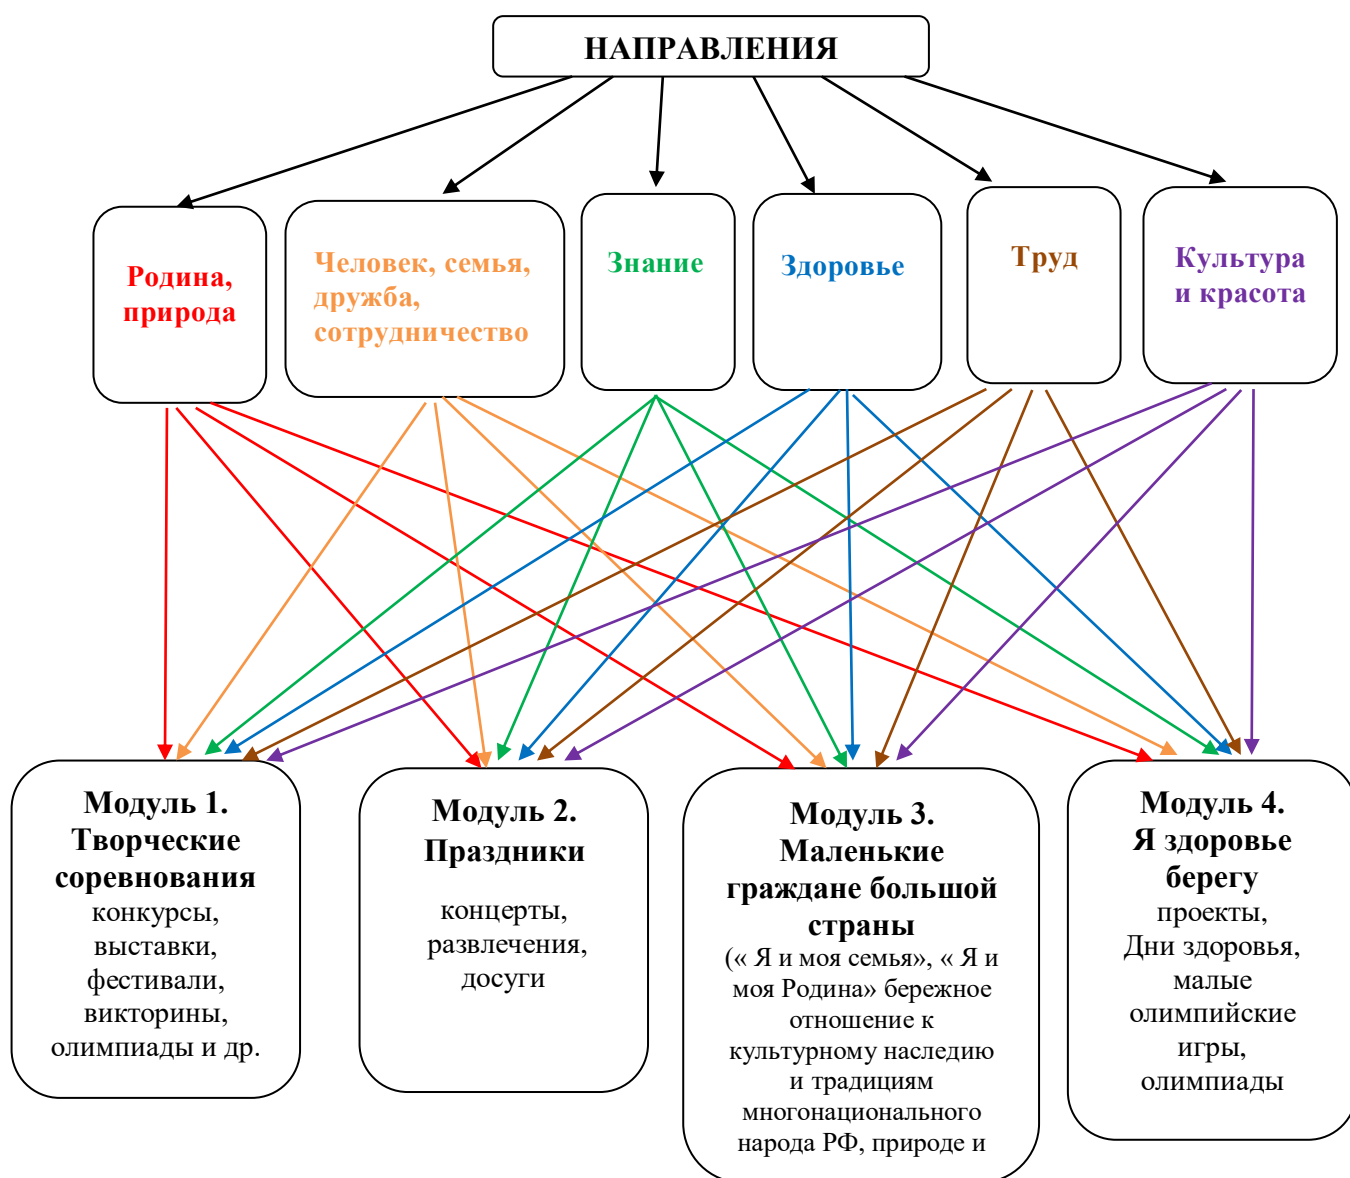 НАПРАВЛЕНИЯ
Родина,
природа
Человек, семья,
дружба,
сотрудничество
Знание
Здоровье
Труд
Культура
и красота
Модуль 1.
Творческие
соревнования
конкурсы,
выставки,
фестивали,
викторины,
олимпиады и др.
Модуль 2.
Праздники
концерты,
развлечения,
досуги
Модуль 3.
Маленькие
граждане большой
страны
(« Я и моя семья», « Я и
моя Родина» бережное
отношение к
культурному наследию
и традициям
многонационального
народа РФ, природе и
Модуль 4.
Я здоровье
берегу
проекты,
Дни здоровья,
малые
олимпийские
игры,
олимпиады